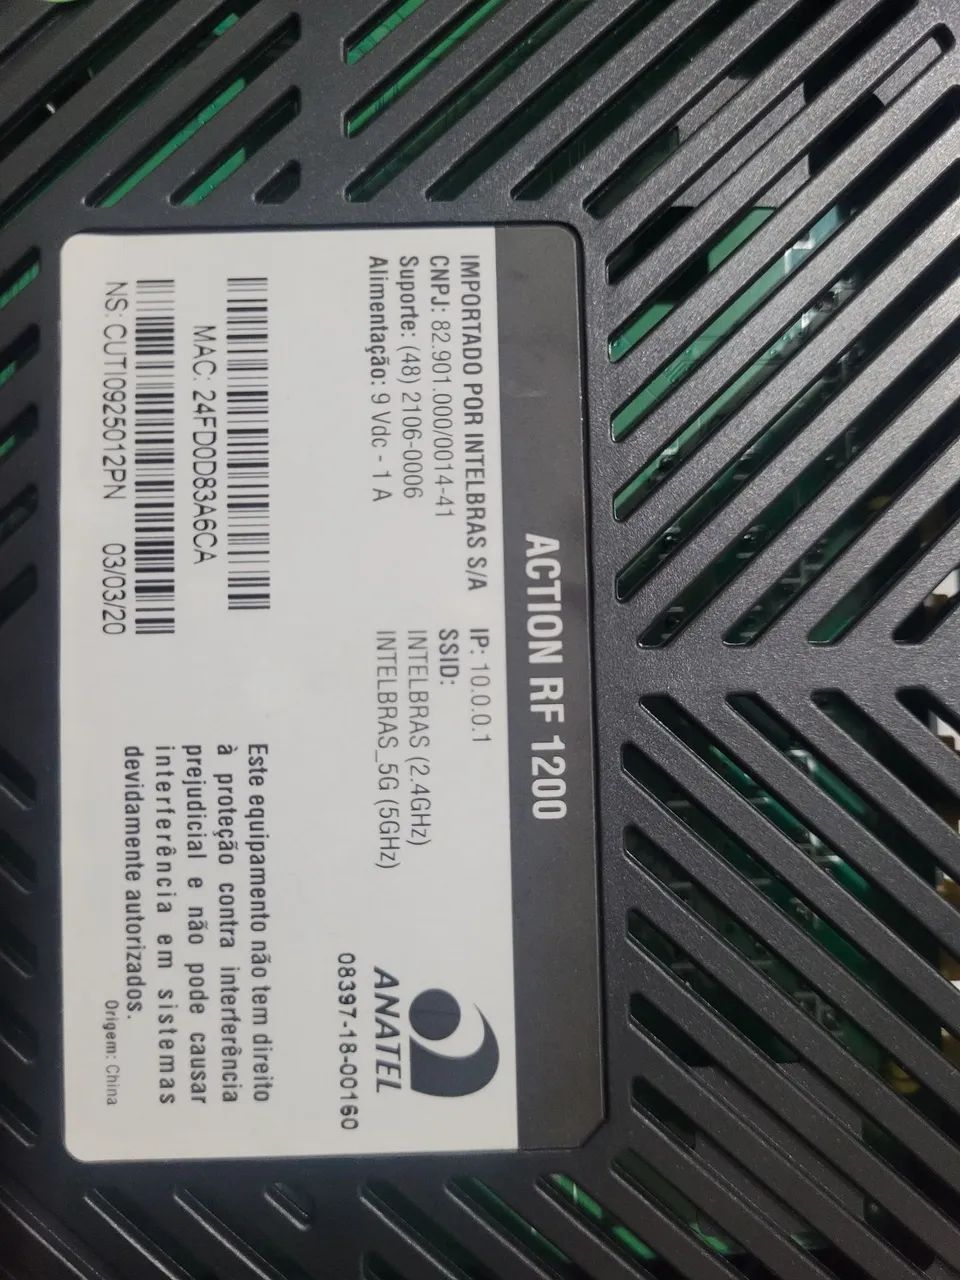 ACTION RF 1200
IMPORTADO POR INTELBRAS S/A
CNPJ: 82.901.000/0014-41
Suporte: (48) 2106-0006
Alimentação: 9 Vdc - 1 A
IP: 10.0.0.1
SSID:
INTELBRAS (2.4GHz)
INTELBRAS_5G (5GHz)
ANATEL
08397-18-00160
MAC: 24FD0D83A6CA
NS: CUTI0925012PN 03/03/20
Este equipamento não tem direito
à proteção contra interferência
prejudicial e não pode causar
interferência em sistemas
devidamente autorizados.
Origem: China